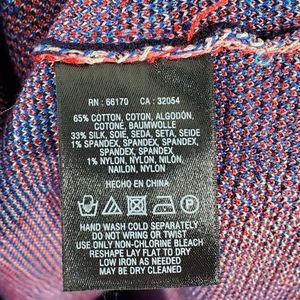 RN : 66170 CA : 32054
65% COTTON, COTON, ALGODÓN,
COTONE, BAUMWOLLE
33% SILK, SOIE, SEDA, SETA, SEIDE
1% SPANDEX, SPANDEX, SPANDEX,
SPANDEX, SPANDEX
1% NYLON, NYLON, NILÓN,
NAILON, NYLON
HECHO EN CHINA
HAND WASH COLD SEPARATELY
DO NOT WRING OR TWIST
USE ONLY NON-CHLORINE BLEACH
RESHAPE LAY FLAT TO DRY
LOW IRON AS NEEDED
MAY BE DRY CLEANED